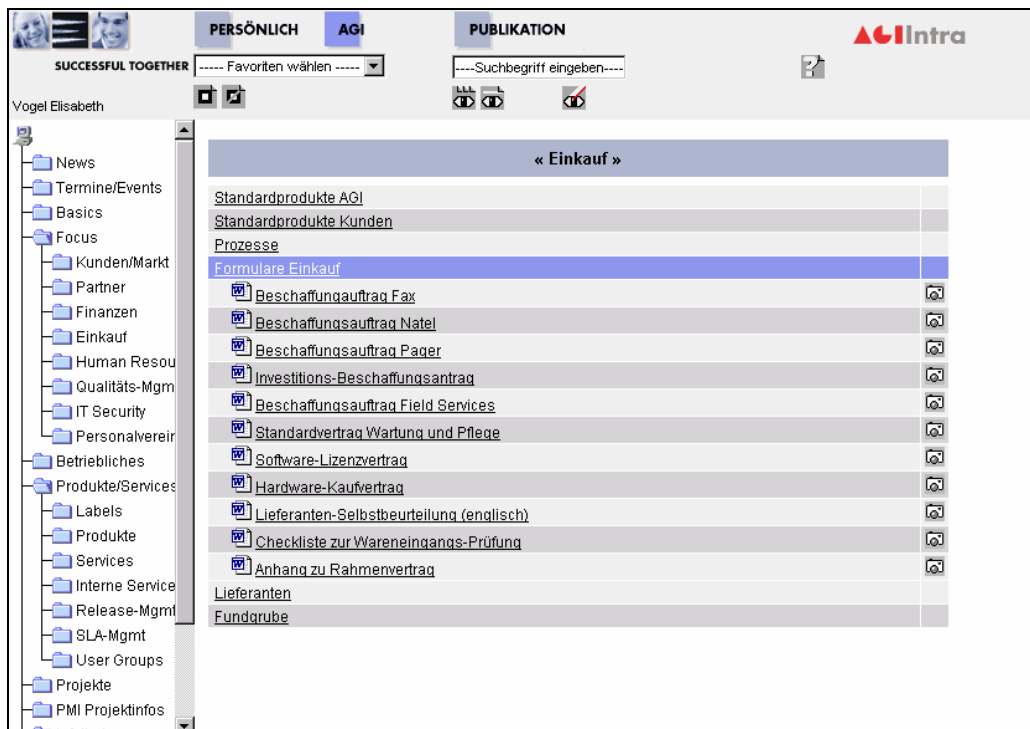 PERSÖNLICH AGI PUBLIKATION
AGIIntra
SUCCESSFUL TOGETHER ----- Favoriten wählen ----- ----Suchbegriff eingeben----
Vogel Elisabeth
News
Termine/Events
Basics
Focus
Kunden/Markt
Partner
Finanzen
Einkauf
Human Resou
Qualitäts-Mgm
IT Security
Personalverein
Betriebliches
Produkte/Services
Labels
Produkte
Services
Interne Service
Release-Mgmt
SLA-Mgmt
User Groups
Projekte
PMI Projektinfos
« Einkauf »
Standardprodukte AGI
Standardprodukte Kunden
Prozesse
Formulare Einkauf
Beschaffungauftrag Fax
Beschaffungsauftrag Natel
Beschaffungsauftrag Pager
Investitions-Beschaffungsantrag
Beschaffungsauftrag Field Services
Standardvertrag Wartung und Pflege
Software-Lizenzvertrag
Hardware-Kaufvertrag
Lieferanten-Selbstbeurteilung (englisch)
Checkliste zur Wareneingangs-Prüfung
Anhang zu Rahmenvertrag
Lieferanten
Fundgrube